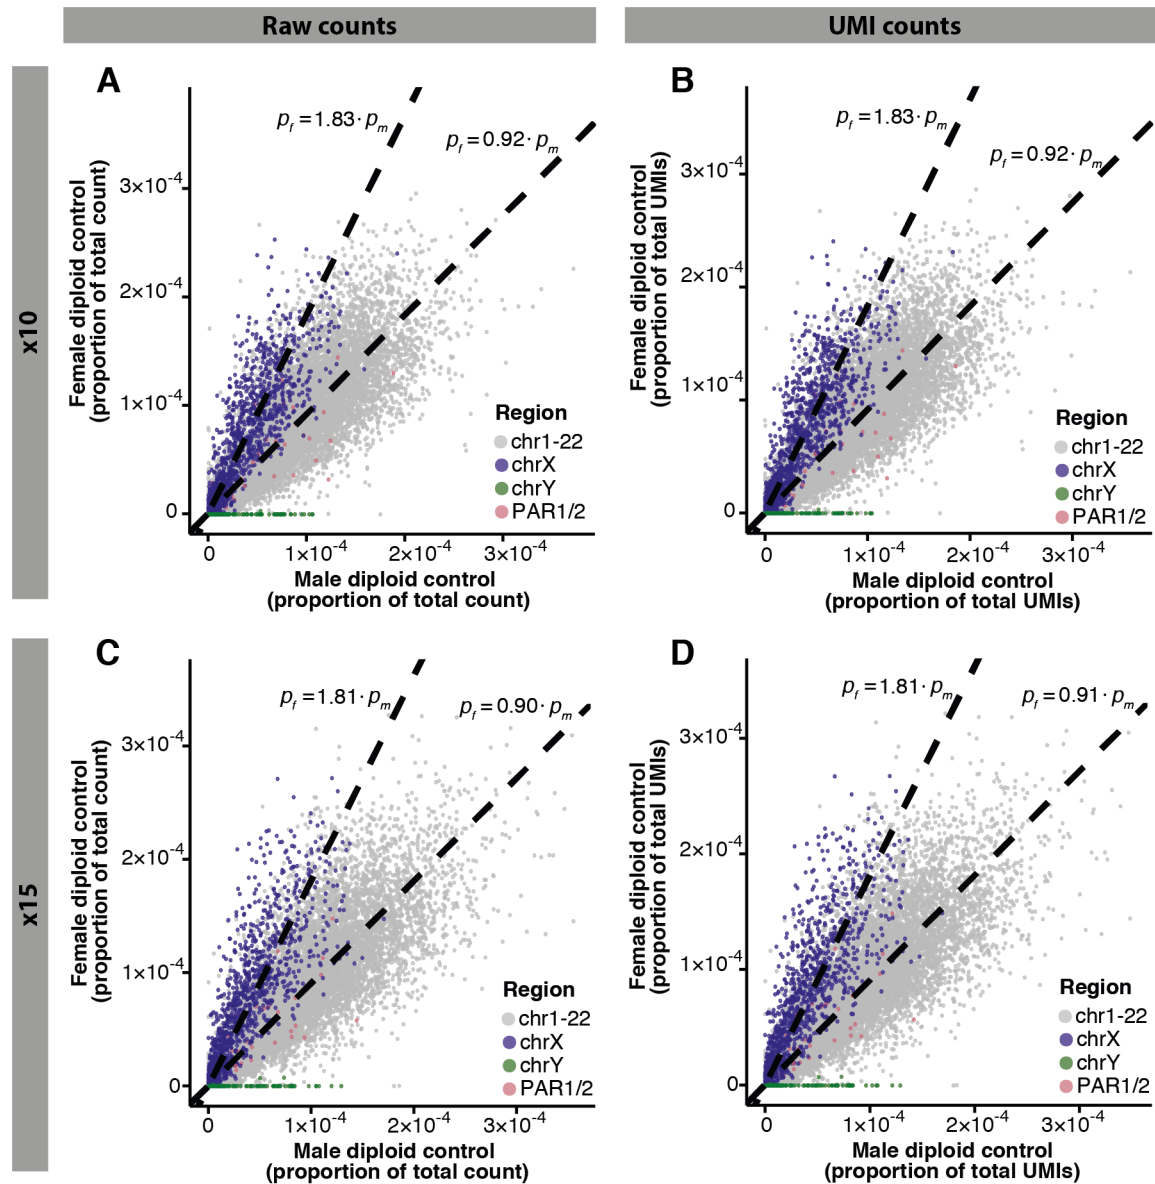 Raw counts
UMI counts
x10
x15
A
p_f = 1.83 · p_m
p_f = 0.92 · p_m
3×10^-4
2×10^-4
1×10^-4
0
Female diploid control
(proportion of total count)
Region
chr1-22
chrX
chrY
PAR1/2
0
1×10^-4
2×10^-4
3×10^-4
Male diploid control
(proportion of total count)
B
p_f = 1.83 · p_m
p_f = 0.92 · p_m
3×10^-4
2×10^-4
1×10^-4
0
Female diploid control
(proportion of total UMIs)
Region
chr1-22
chrX
chrY
PAR1/2
0
1×10^-4
2×10^-4
3×10^-4
Male diploid control
(proportion of total UMIs)
C
p_f = 1.81 · p_m
p_f = 0.90 · p_m
3×10^-4
2×10^-4
1×10^-4
0
Female diploid control
(proportion of total count)
Region
chr1-22
chrX
chrY
PAR1/2
0
1×10^-4
2×10^-4
3×10^-4
Male diploid control
(proportion of total count)
D
p_f = 1.81 · p_m
p_f = 0.91 · p_m
3×10^-4
2×10^-4
1×10^-4
0
Female diploid control
(proportion of total UMIs)
Region
chr1-22
chrX
chrY
PAR1/2
0
1×10^-4
2×10^-4
3×10^-4
Male diploid control
(proportion of total UMIs)